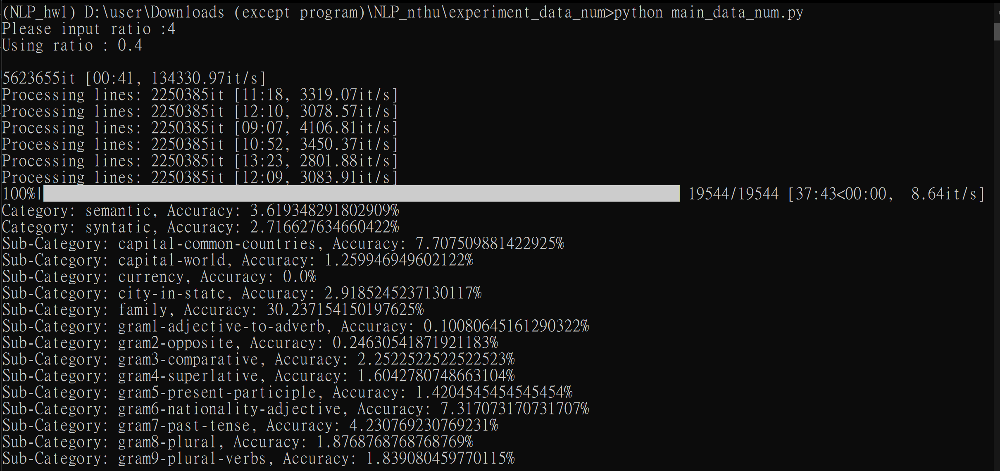 (NLP_hw1) D:\user\Downloads (except program)\NLP_nthu\experiment_data_num>python main_data_num.py
Please input ratio :4
Using ratio : 0.4
5623655it [00:41, 134330.97it/s]
Processing lines: 2250385it [11:18, 3319.07it/s]
Processing lines: 2250385it [12:10, 3078.57it/s]
Processing lines: 2250385it [09:07, 4106.81it/s]
Processing lines: 2250385it [10:52, 3450.37it/s]
Processing lines: 2250385it [13:23, 2801.88it/s]
Processing lines: 2250385it [12:09, 3083.91it/s]
100%| 19544/19544 [37:43<00:00,  8.64it/s]
Category: semantic, Accuracy: 3.619348291802909%
Category: syntatic, Accuracy: 2.716627634660422%
Sub-Category: capital-common-countries, Accuracy: 7.707509881422925%
Sub-Category: capital-world, Accuracy: 1.259946949602122%
Sub-Category: currency, Accuracy: 0.0%
Sub-Category: city-in-state, Accuracy: 2.9185245237130117%
Sub-Category: family, Accuracy: 30.237154150197625%
Sub-Category: gram1-adjective-to-adverb, Accuracy: 0.10080645161290322%
Sub-Category: gram2-opposite, Accuracy: 0.24630541871921183%
Sub-Category: gram3-comparative, Accuracy: 2.2522522522522523%
Sub-Category: gram4-superlative, Accuracy: 1.6042780748663104%
Sub-Category: gram5-present-participle, Accuracy: 1.4204545454545454%
Sub-Category: gram6-nationality-adjective, Accuracy: 7.317073170731707%
Sub-Category: gram7-past-tense, Accuracy: 4.230769230769231%
Sub-Category: gram8-plural, Accuracy: 1.8768768768768769%
Sub-Category: gram9-plural-verbs, Accuracy: 1.839080459770115%